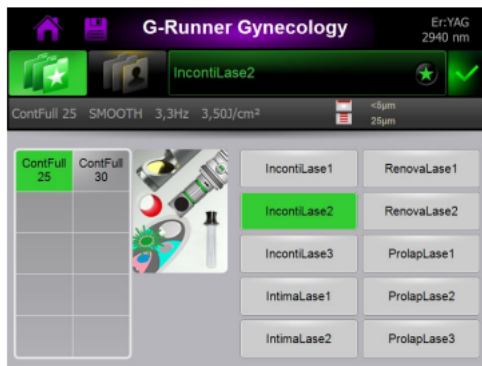 G-Runner Gynecology
Er:YAG
2940 nm
IncontiLase2
ContFull 25 SMOOTH 3,3Hz 3,50J/cm²
<5µm
25µm
ContFull
25
ContFull
30
IncontiLase1
RenovaLase1
IncontiLase2
RenovaLase2
IncontiLase3
ProlapLase1
IntimaLase1
ProlapLase2
IntimaLase2
ProlapLase3